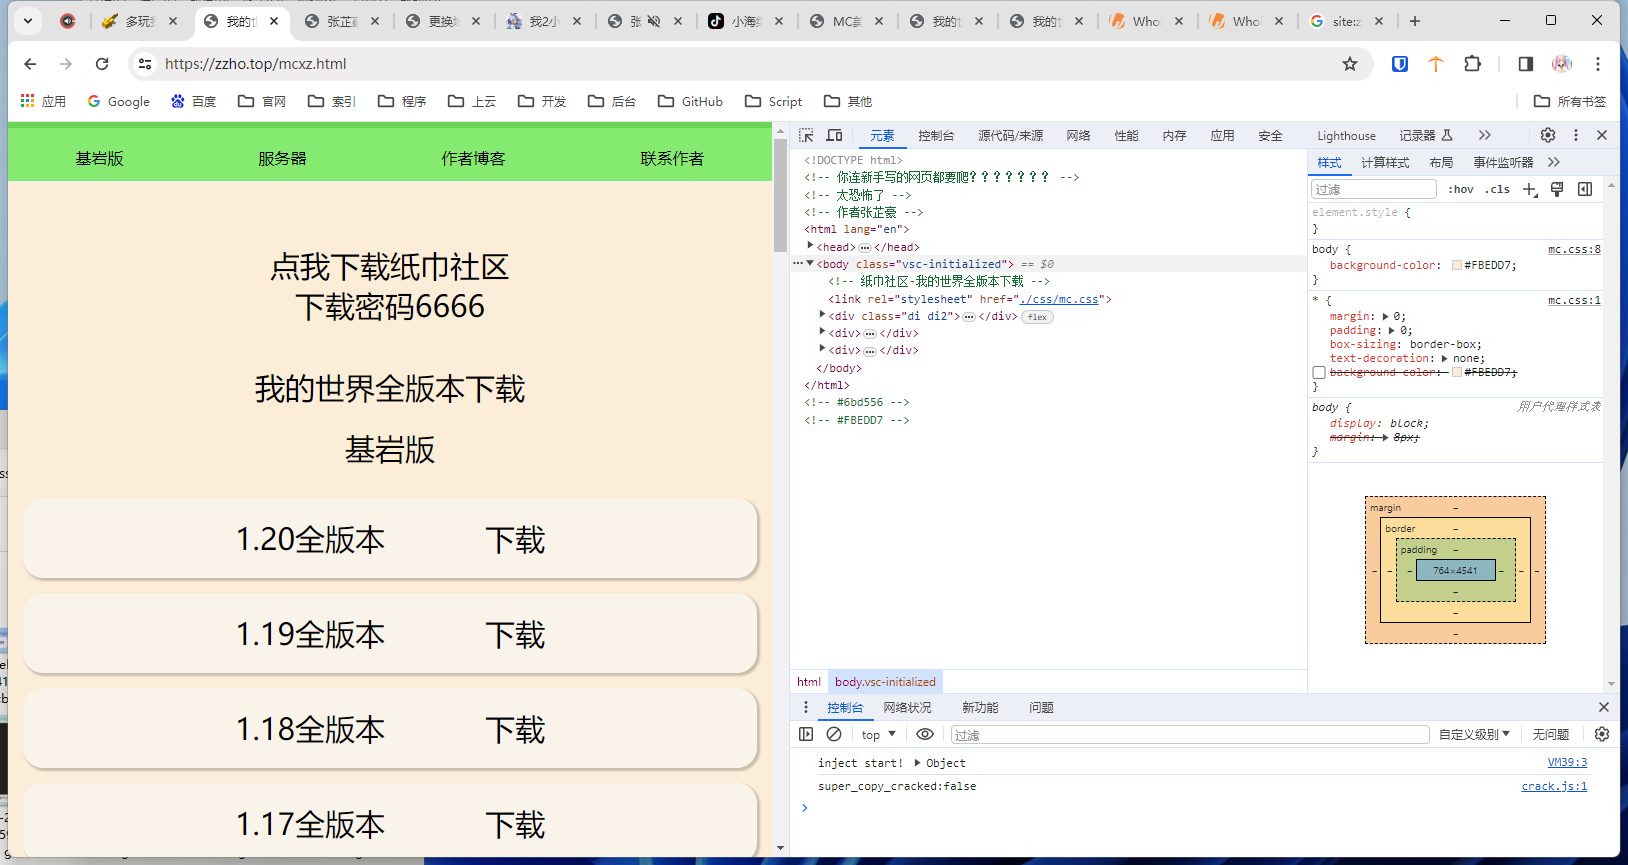 多玩我
我的世
张芷豪
更换域
我2小
张
小海绵
MC蔚
我的世
我的世
Whoi
Whoi
site:z
https://zzho.top/mcxz.html
应用 Google 百度 官网 索引 程序 上云 开发 后台 GitHub Script 其他 所有书签
基岩版 服务器 作者博客 联系作者
点我下载纸巾社区
下载密码6666
我的世界全版本下载
基岩版
1.20全版本 下载
1.19全版本 下载
1.18全版本 下载
1.17全版本 下载
元素 控制台 源代码/来源 网络 性能 内存 应用 安全 Lighthouse 记录器
<!DOCTYPE html>
<!-- 你连新手写的网页都要爬??????? -->
<!-- 太恐怖了 -->
<!-- 作者张芷豪 -->
<html lang="en">
<head>…</head>
<body class="vsc-initialized"> == $0
<!-- 纸巾社区-我的世界全版本下载 -->
<link rel="stylesheet" href="./css/mc.css">
<div class="di di2">…</div> flex
<div>…</div>
<div>…</div>
</body>
</html>
<!-- #6bd556 -->
<!-- #FBEDD7 -->
html body.vsc-initialized
样式 计算样式 布局 事件监听器
过滤 :hov .cls
element.style {
}
body { mc.css:8
background-color: #FBEDD7;
}
* { mc.css:1
margin: 0;
padding: 0;
box-sizing: border-box;
text-decoration: none;
background-color: #FBEDD7;
}
body { 用户代理样式表
display: block;
margin: 8px;
}
margin –
border –
padding –
– – – 764×4541 – – –
–
–
–
控制台 网络状况 新功能 问题
top 过滤 自定义级别 无问题
inject start! Object VM39:3
super_copy_cracked:false crack.js:1